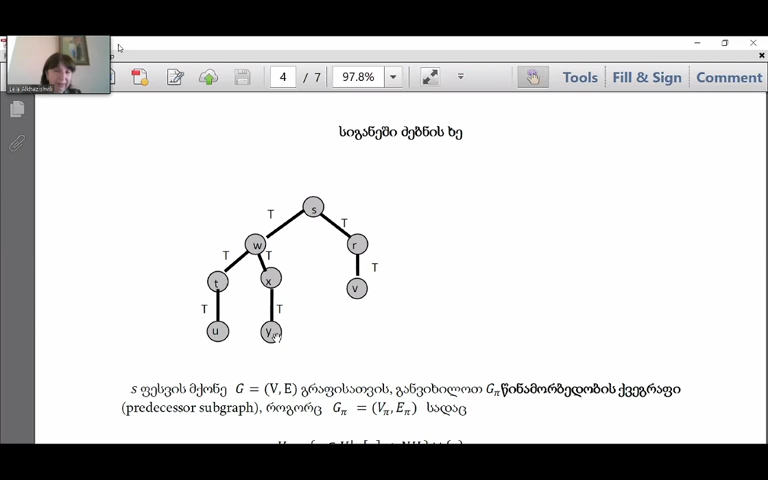 4 / 7
97.8%
Tools
Fill & Sign
Comment
სიგანეში ძებნის ხე
s
T
T
w
r
T
T
T
t
x
v
T
T
u
y
s ფესვის მქონე G = (V, E) გრაფისათვის, განვიხილოთ Gπ წინამორბედობის ქვეგრაფი
(predecessor subgraph), როგორც Gπ = (Vπ, Eπ) სადაც